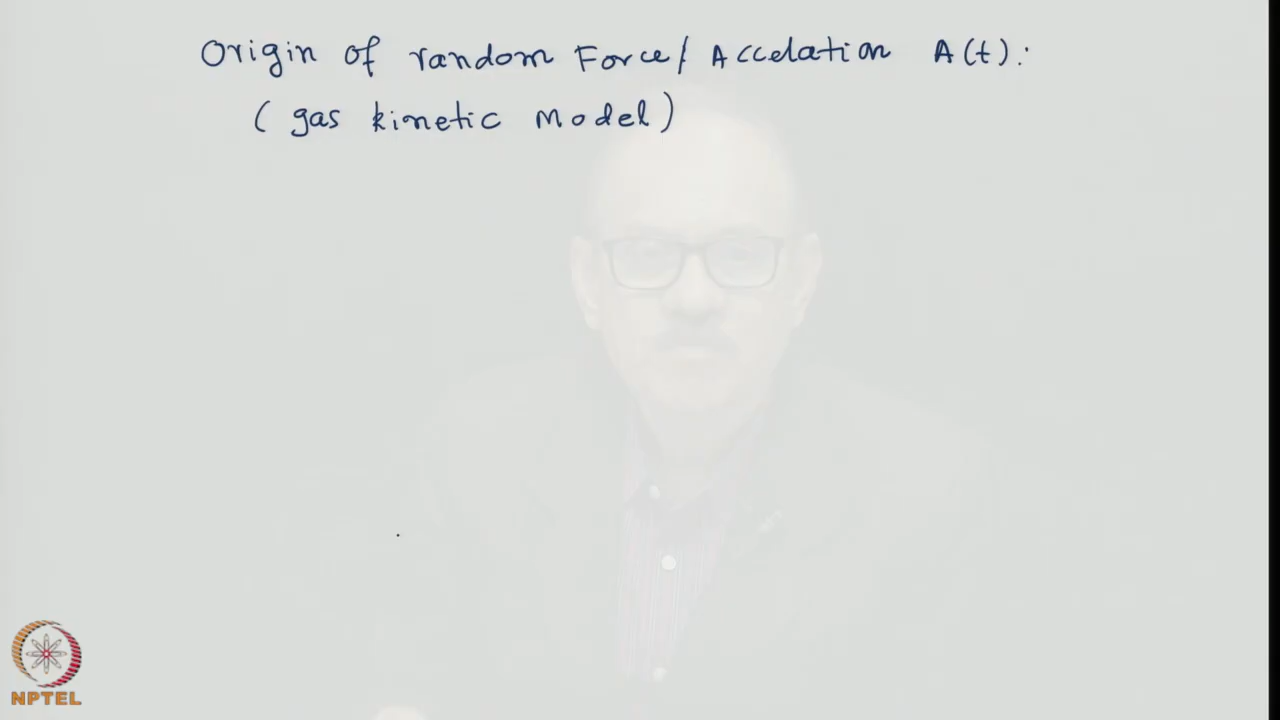 Origin of random Force/ Accelation A(t):
(gas kinetic model)
NPTEL